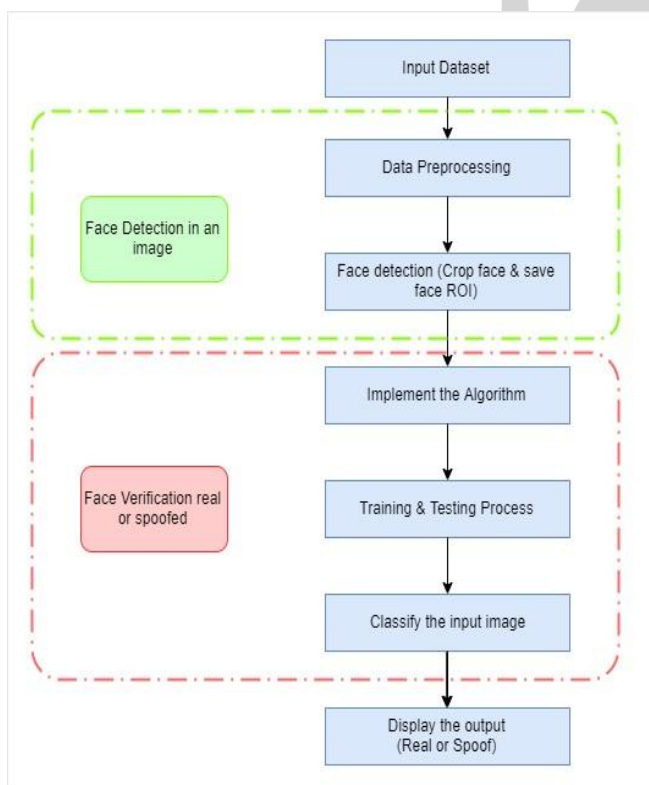 Input Dataset
Data Preprocessing
Face Detection in an
image
Face detection (Crop face & save
face ROI)
Implement the Algorithm
Face Verification real
or spoofed
Training & Testing Process
Classify the input image
Display the output
(Real or Spoof)